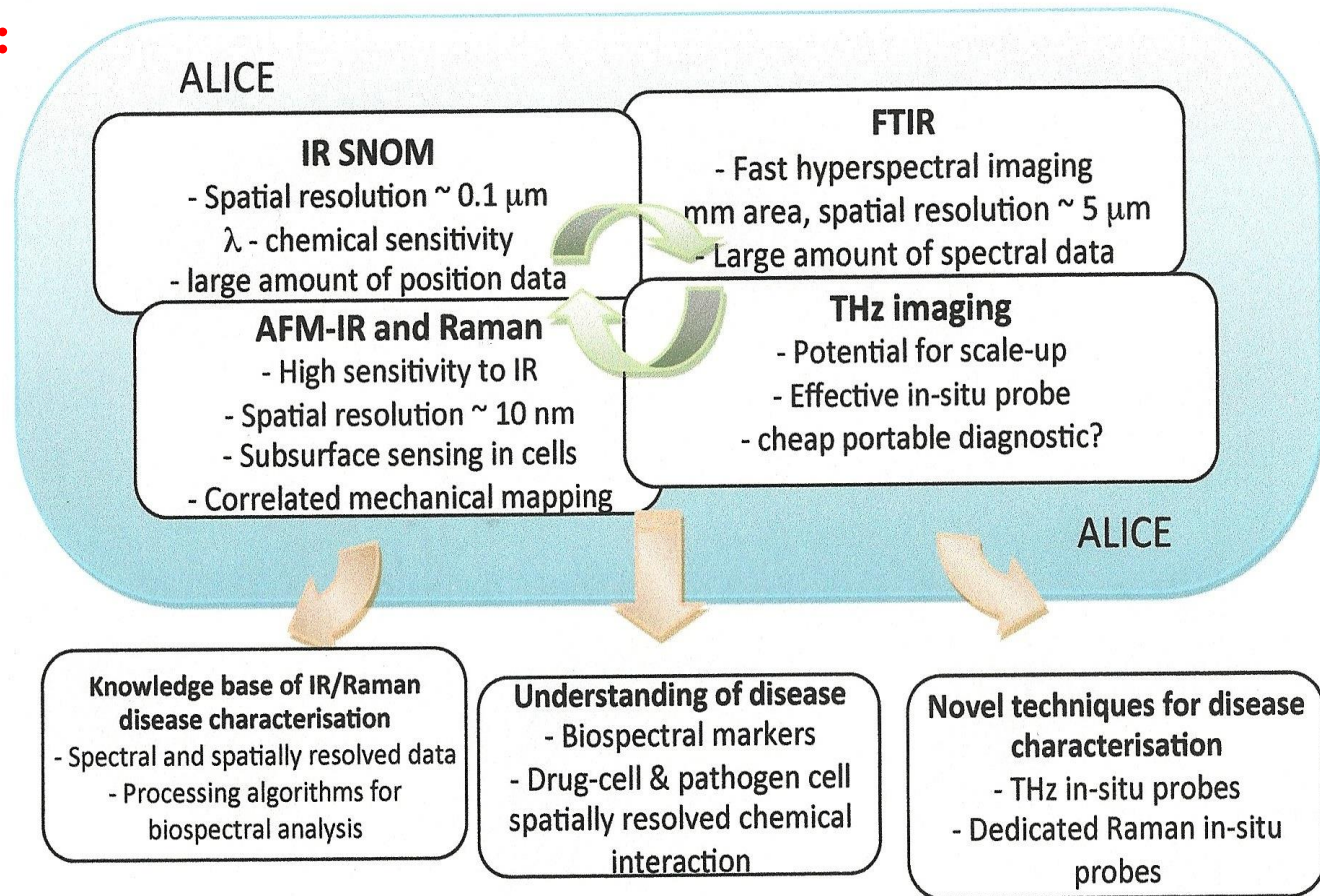 :
ALICE
IR SNOM
- Spatial resolution ~ 0.1 μm
λ - chemical sensitivity
- large amount of position data
FTIR
- Fast hyperspectral imaging
mm area, spatial resolution ~ 5 μm
- Large amount of spectral data
AFM-IR and Raman
- High sensitivity to IR
- Spatial resolution ~ 10 nm
- Subsurface sensing in cells
- Correlated mechanical mapping
THz imaging
- Potential for scale-up
- Effective in-situ probe
- cheap portable diagnostic?
ALICE
Knowledge base of IR/Raman
disease characterisation
- Spectral and spatially resolved data
- Processing algorithms for
biospectral analysis
Understanding of disease
- Biospectral markers
- Drug-cell & pathogen cell
spatially resolved chemical
interaction
Novel techniques for disease
characterisation
- THz in-situ probes
- Dedicated Raman in-situ
probes